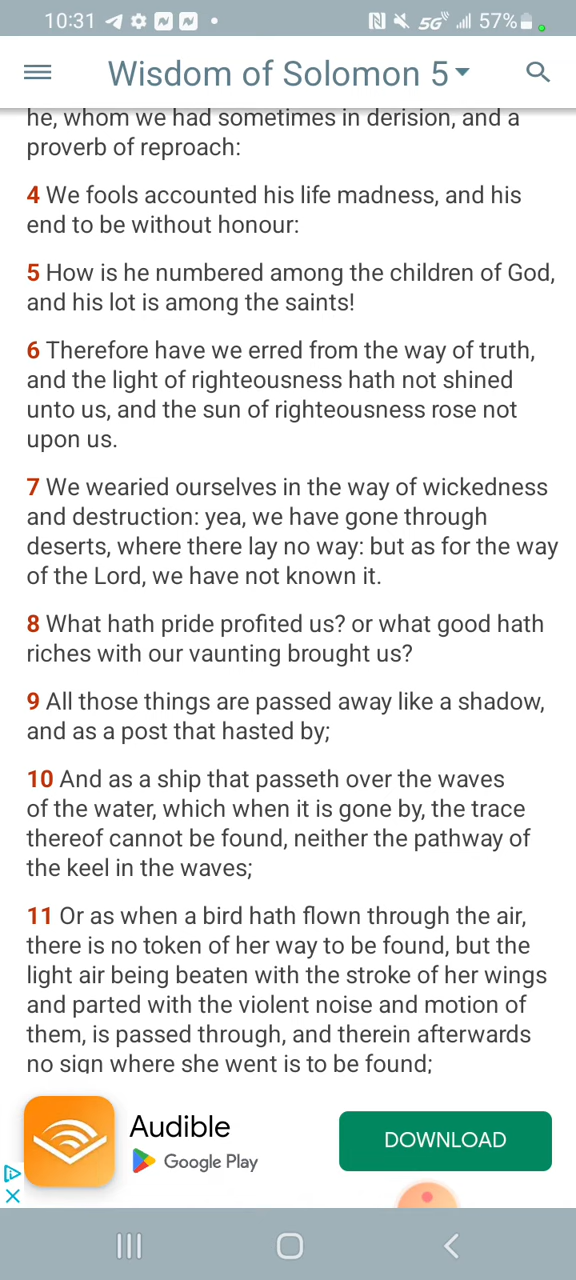 10:31
5G
57%
Wisdom of Solomon 5
he, whom we had sometimes in derision, and a
proverb of reproach:
4 We fools accounted his life madness, and his
end to be without honour:
5 How is he numbered among the children of God,
and his lot is among the saints!
6 Therefore have we erred from the way of truth,
and the light of righteousness hath not shined
unto us, and the sun of righteousness rose not
upon us.
7 We wearied ourselves in the way of wickedness
and destruction: yea, we have gone through
deserts, where there lay no way: but as for the way
of the Lord, we have not known it.
8 What hath pride profited us? or what good hath
riches with our vaunting brought us?
9 All those things are passed away like a shadow,
and as a post that hasted by;
10 And as a ship that passeth over the waves
of the water, which when it is gone by, the trace
thereof cannot be found, neither the pathway of
the keel in the waves;
11 Or as when a bird hath flown through the air,
there is no token of her way to be found, but the
light air being beaten with the stroke of her wings
and parted with the violent noise and motion of
them, is passed through, and therein afterwards
no sign where she went is to be found;
Audible
Google Play
DOWNLOAD